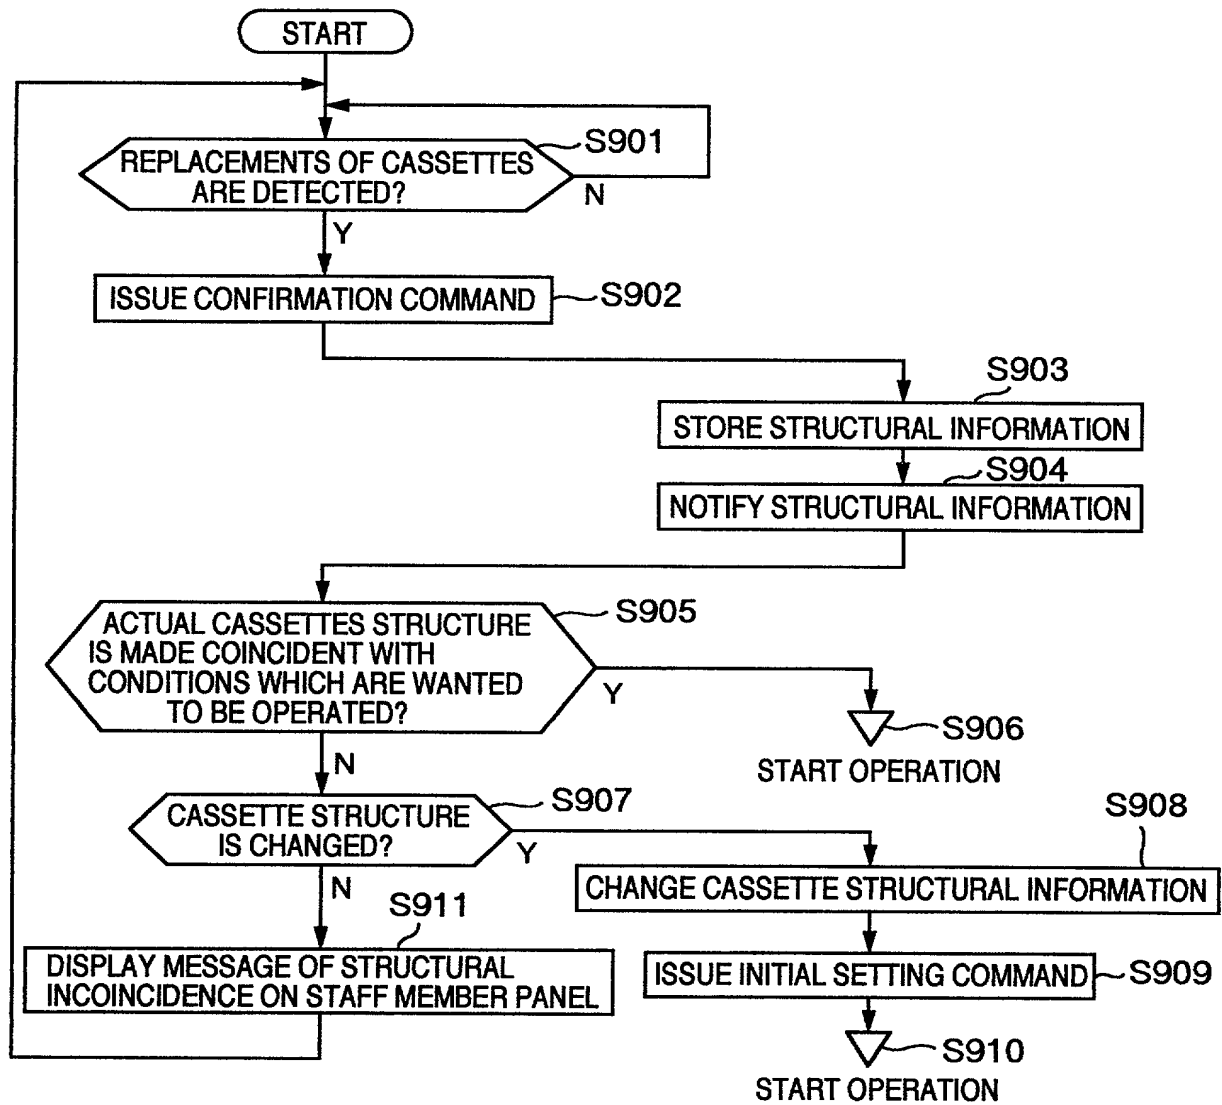 START
S901
REPLACEMENTS OF CASSETTES
ARE DETECTED?
N
Y
ISSUE CONFIRMATION COMMAND
S902
S903
STORE STRUCTURAL INFORMATION
S904
NOTIFY STRUCTURAL INFORMATION
S905
ACTUAL CASSETTES STRUCTURE
IS MADE COINCIDENT WITH
CONDITIONS WHICH ARE WANTED
TO BE OPERATED?
Y
S906
START OPERATION
N
S907
CASSETTE STRUCTURE
IS CHANGED?
Y
S908
CHANGE CASSETTE STRUCTURAL INFORMATION
N
S911
DISPLAY MESSAGE OF STRUCTURAL
INCOINCIDENCE ON STAFF MEMBER PANEL
ISSUE INITIAL SETTING COMMAND
S909
S910
START OPERATION